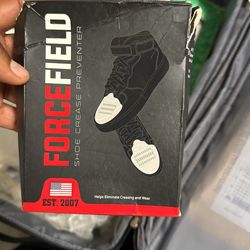 FORCEFIELD
SHOE CREASE PREVENTER
EST. 2007
Helps Eliminate Creasing and Wear